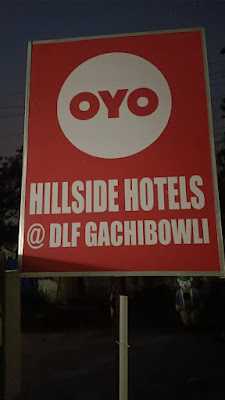 OYO
HILLSIDE HOTELS
@ DLF GACHIBOWLI